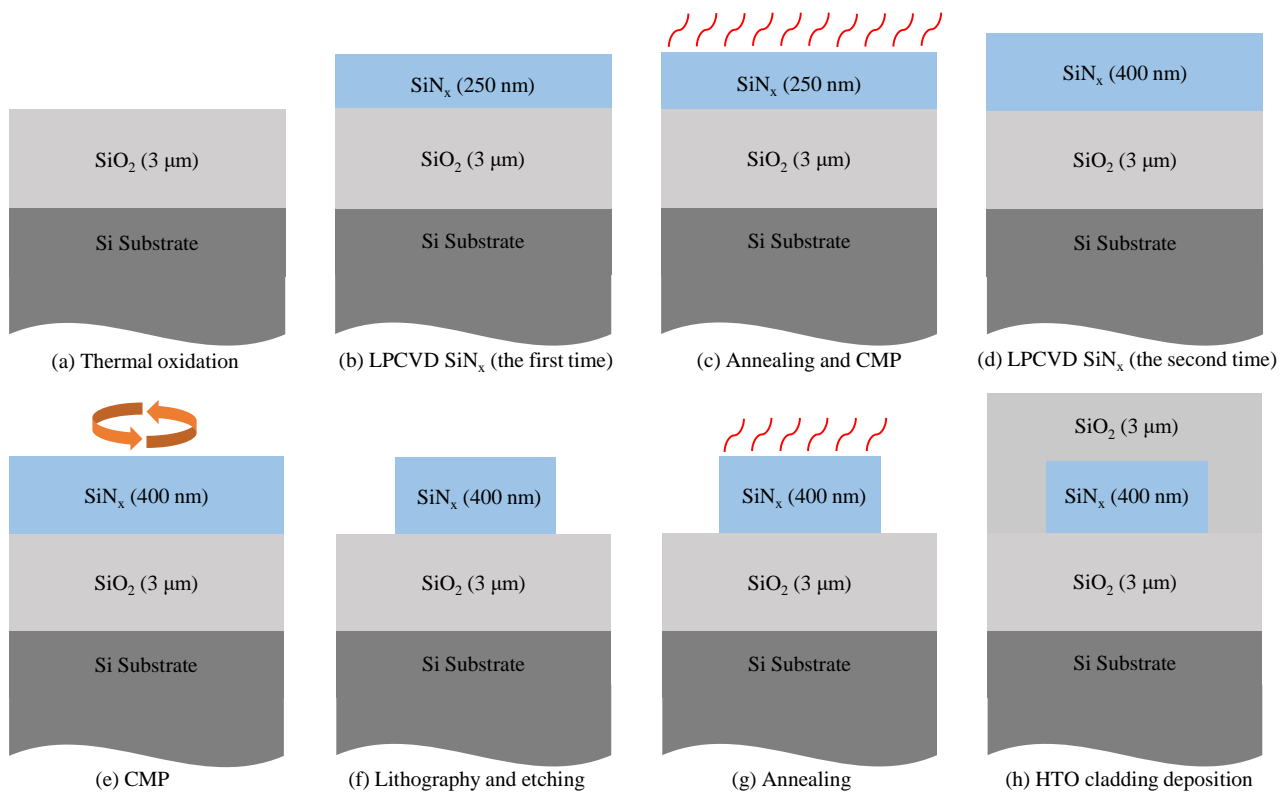 SiNₓ (250 nm)
SiO₂ (3 μm)
Si Substrate
SiNₓ (250 nm)
SiO₂ (3 μm)
Si Substrate
SiNₓ (400 nm)
SiO₂ (3 μm)
Si Substrate
SiO₂ (3 μm)
Si Substrate
(a) Thermal oxidation
(b) LPCVD SiNₓ (the first time)
(c) Annealing and CMP
(d) LPCVD SiNₓ (the second time)
SiNₓ (400 nm)
SiO₂ (3 μm)
Si Substrate
(e) CMP
SiNₓ (400 nm)
SiO₂ (3 μm)
Si Substrate
(f) Lithography and etching
SiNₓ (400 nm)
SiO₂ (3 μm)
Si Substrate
(g) Annealing
SiO₂ (3 μm)
SiNₓ (400 nm)
SiO₂ (3 μm)
Si Substrate
(h) HTO cladding deposition